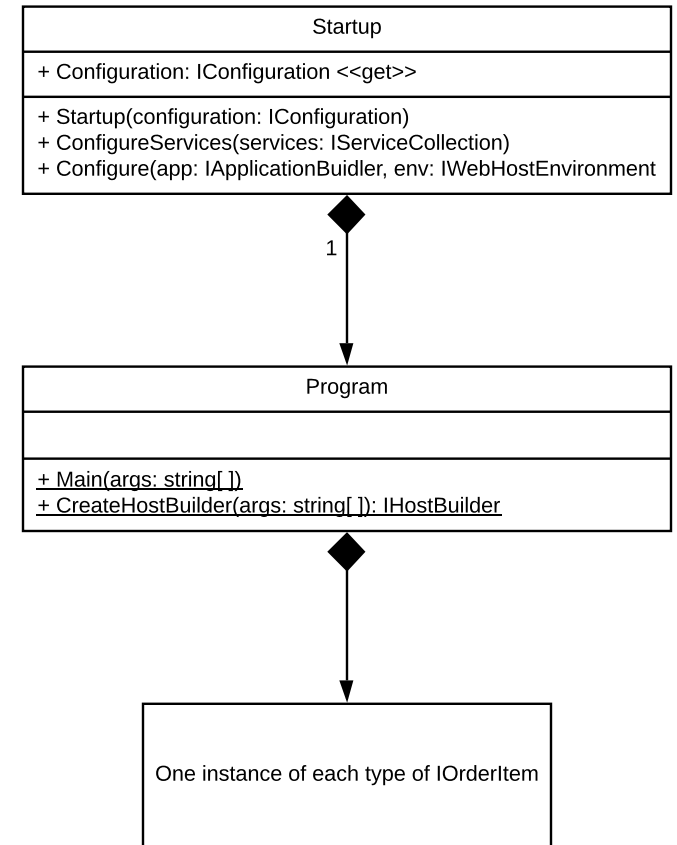 Startup
+ Configuration: IConfiguration <<get>>
+ Startup(configuration: IConfiguration)
+ ConfigureServices(services: IServiceCollection)
+ Configure(app: IApplicationBuidler, env: IWebHostEnvironment
1
Program
+ Main(args: string[ ])
+ CreateHostBuilder(args: string[ ]): IHostBuilder
One instance of each type of IOrderItem